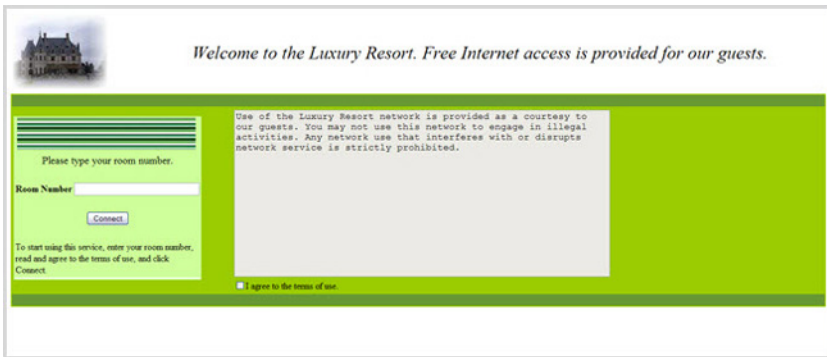 Welcome to the Luxury Resort. Free Internet access is provided for our guests.
Please type your room number.
Room Number
Connect
To start using this service, enter your room number,
read and agree to the terms of use, and click
Connect.
Use of the Luxury Resort network is provided as a courtesy to
our guests. You may not use this network to engage in illegal
activities. Any network use that interferes with or disrupts
network service is strictly prohibited.
I agree to the terms of use.